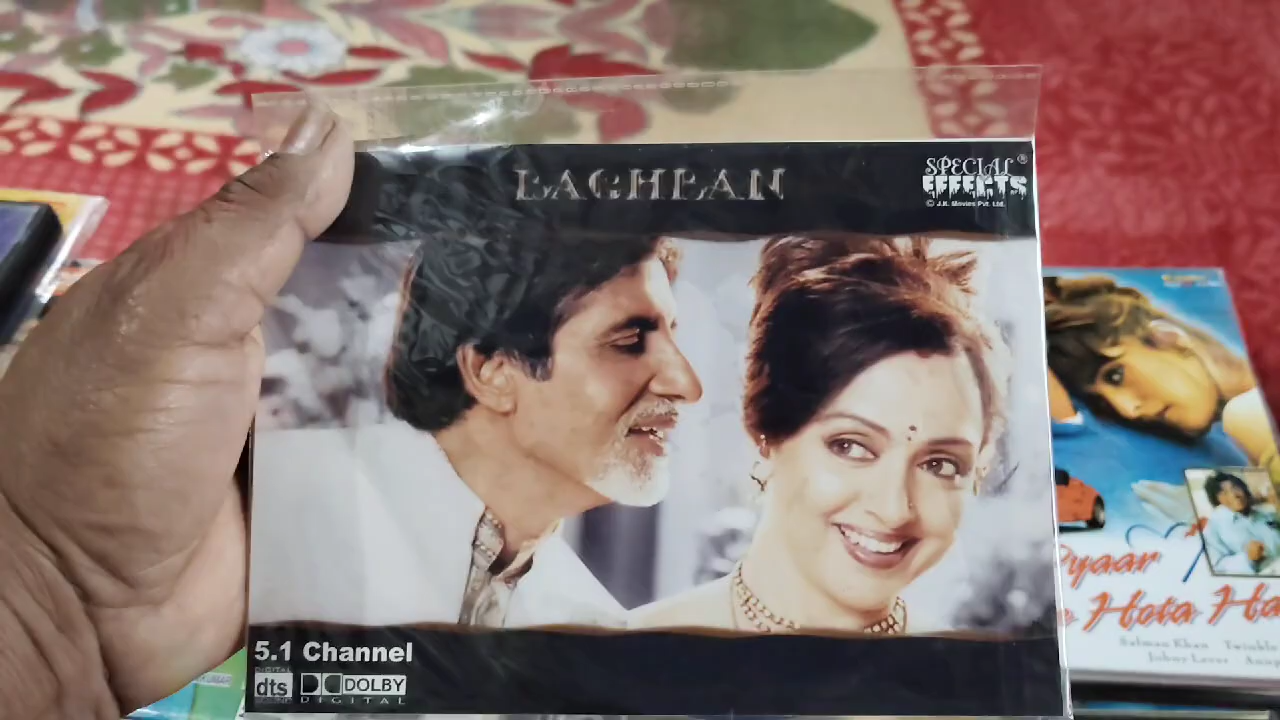 BAGHBAN
SPECIAL ®
EFFECTS
© J.K. Movies Pvt. Ltd.
5.1 Channel
DIGITAL
dts
DOLBY
DIGITAL
Pyaar
Hota Ha
Salman Khan Twinkle
Johny Lever